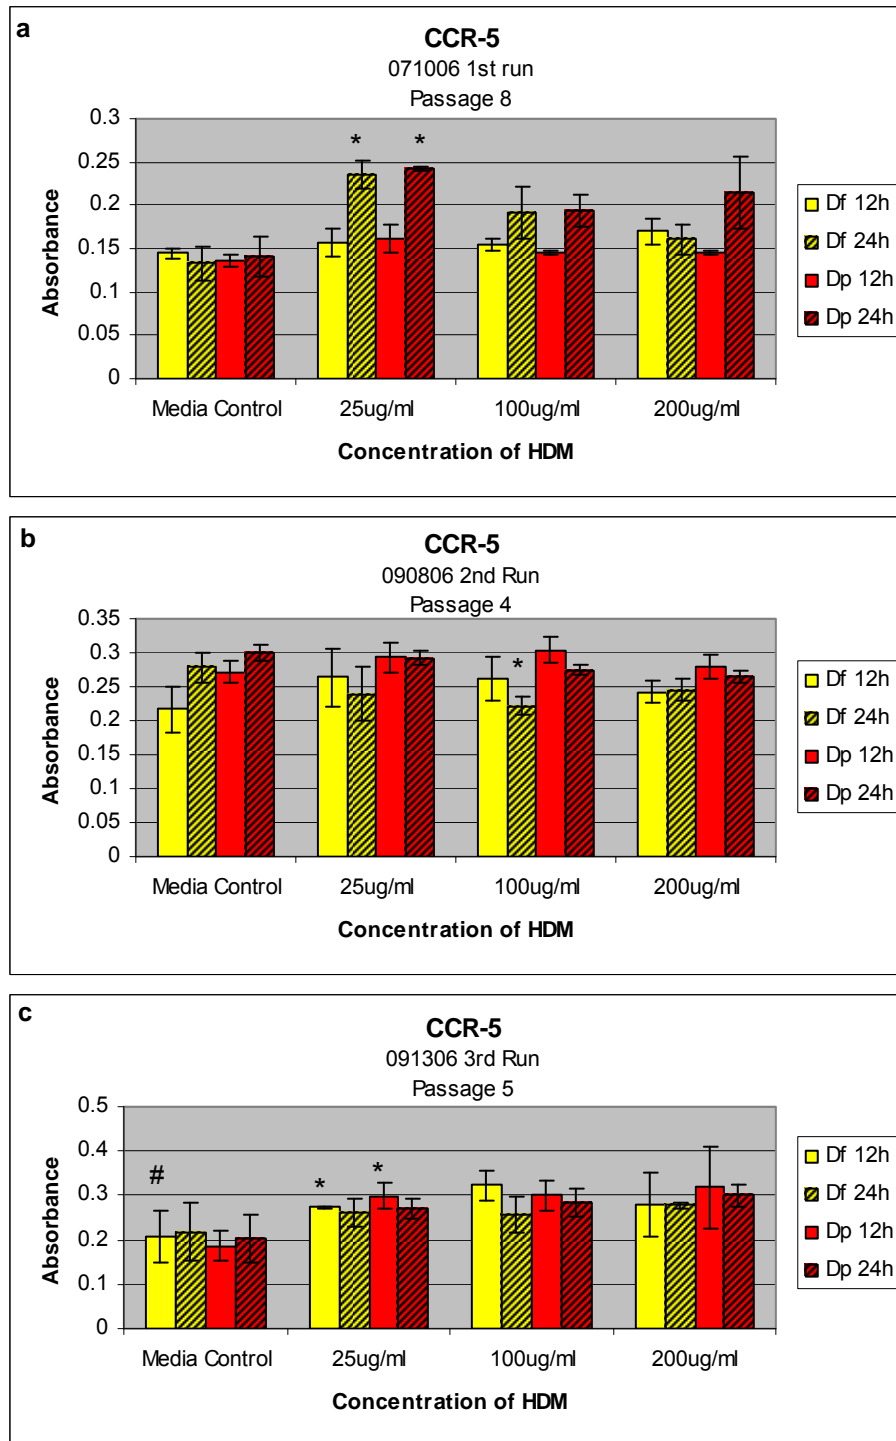 a
CCR-5
071006 1st run
Passage 8
0.3
0.25
0.2
0.15
0.1
0.05
0
Absorbance
* *
Media Control 25ug/ml 100ug/ml 200ug/ml
Concentration of HDM
Df 12h
Df 24h
Dp 12h
Dp 24h
b
CCR-5
090806 2nd Run
Passage 4
0.35
0.3
0.25
0.2
0.15
0.1
0.05
0
Absorbance
*
Media Control 25ug/ml 100ug/ml 200ug/ml
Concentration of HDM
Df 12h
Df 24h
Dp 12h
Dp 24h
c
CCR-5
091306 3rd Run
Passage 5
0.5
0.4
0.3
0.2
0.1
0
Absorbance
# * *
Media Control 25ug/ml 100ug/ml 200ug/ml
Concentration of HDM
Df 12h
Df 24h
Dp 12h
Dp 24h